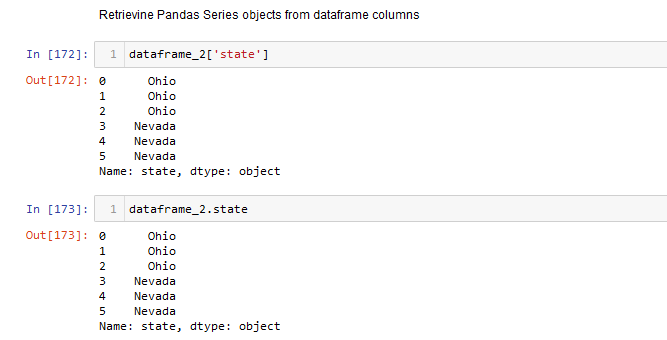 Retrievine Pandas Series objects from dataframe columns
In [172]: 1 dataframe_2['state']
Out[172]: 0 Ohio
1 Ohio
2 Ohio
3 Nevada
4 Nevada
5 Nevada
Name: state, dtype: object
In [173]: 1 dataframe_2.state
Out[173]: 0 Ohio
1 Ohio
2 Ohio
3 Nevada
4 Nevada
5 Nevada
Name: state, dtype: object